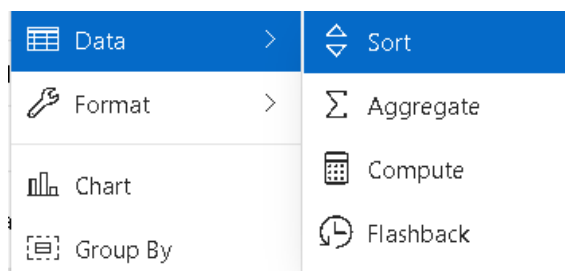 Data
Format
Chart
Group By
Sort
Aggregate
Compute
Flashback